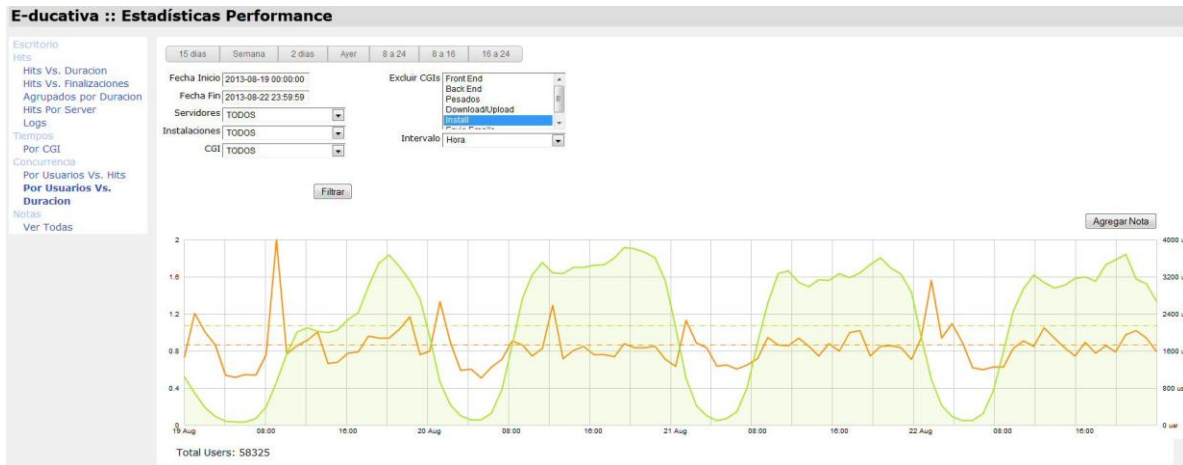 E-ducativa :: Estadísticas Performance
Escritorio
Hits
Hits Vs. Duracion
Hits Vs. Finalizaciones
Agrupados por Duracion
Hits Por Server
Logs
Tiempos
Por CGI
Concurrencia
Por Usuarios Vs. Hits
Por Usuarios Vs.
Duracion
Notas
Ver Todas
15 dias Semana 2 dias Ayer 8 a 24 8 a 16 16 a 24
Fecha Inicio 2013-08-19 00:00:00
Fecha Fin 2013-08-22 23:59:59
Servidores TODOS
Instalaciones TODOS
CGI TODOS
Excluir CGIs Front End
Back End
Pesados
Download/Upload
Install
Intervalo Hora
Filtrar
Agregar Nota
2
1.6
1.2
0.8
0.4
0
4000 u
3200 u
2400 u
1600 u
800 us
0 usr
19 Aug 08:00 16:00 20 Aug 08:00 16:00 21 Aug 08:00 16:00 22 Aug 08:00 16:00
Total Users: 58325